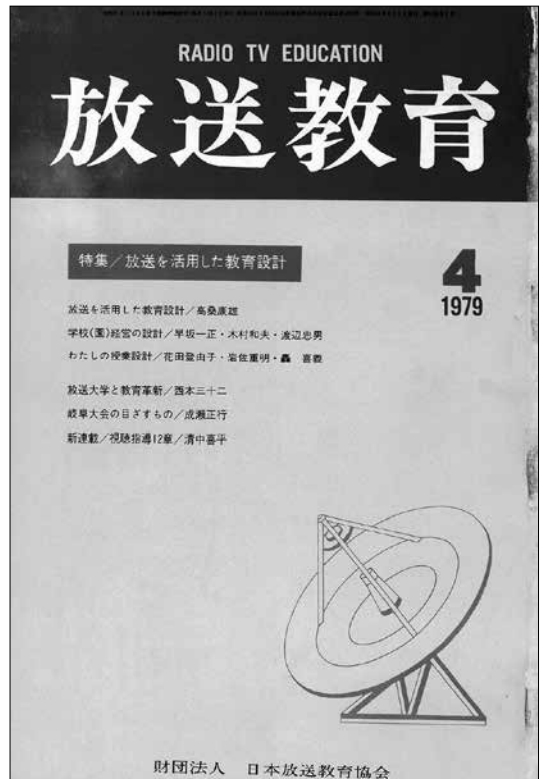 RADIO TV EDUCATION
放送教育
特集／放送を活用した教育設計
4
1979
放送を活用した教育設計／高桑康雄
学校(園)経営の設計／早坂一正・木村和夫・渡辺忠男
わたしの授業設計／花田登由子・岩佐重明・轟 喜義
放送大学と教育革新／西本三十二
岐阜大会の目ざすもの／成瀬正行
新連載／視聴指導12章／清中喜平
財団法人 日本放送教育協会